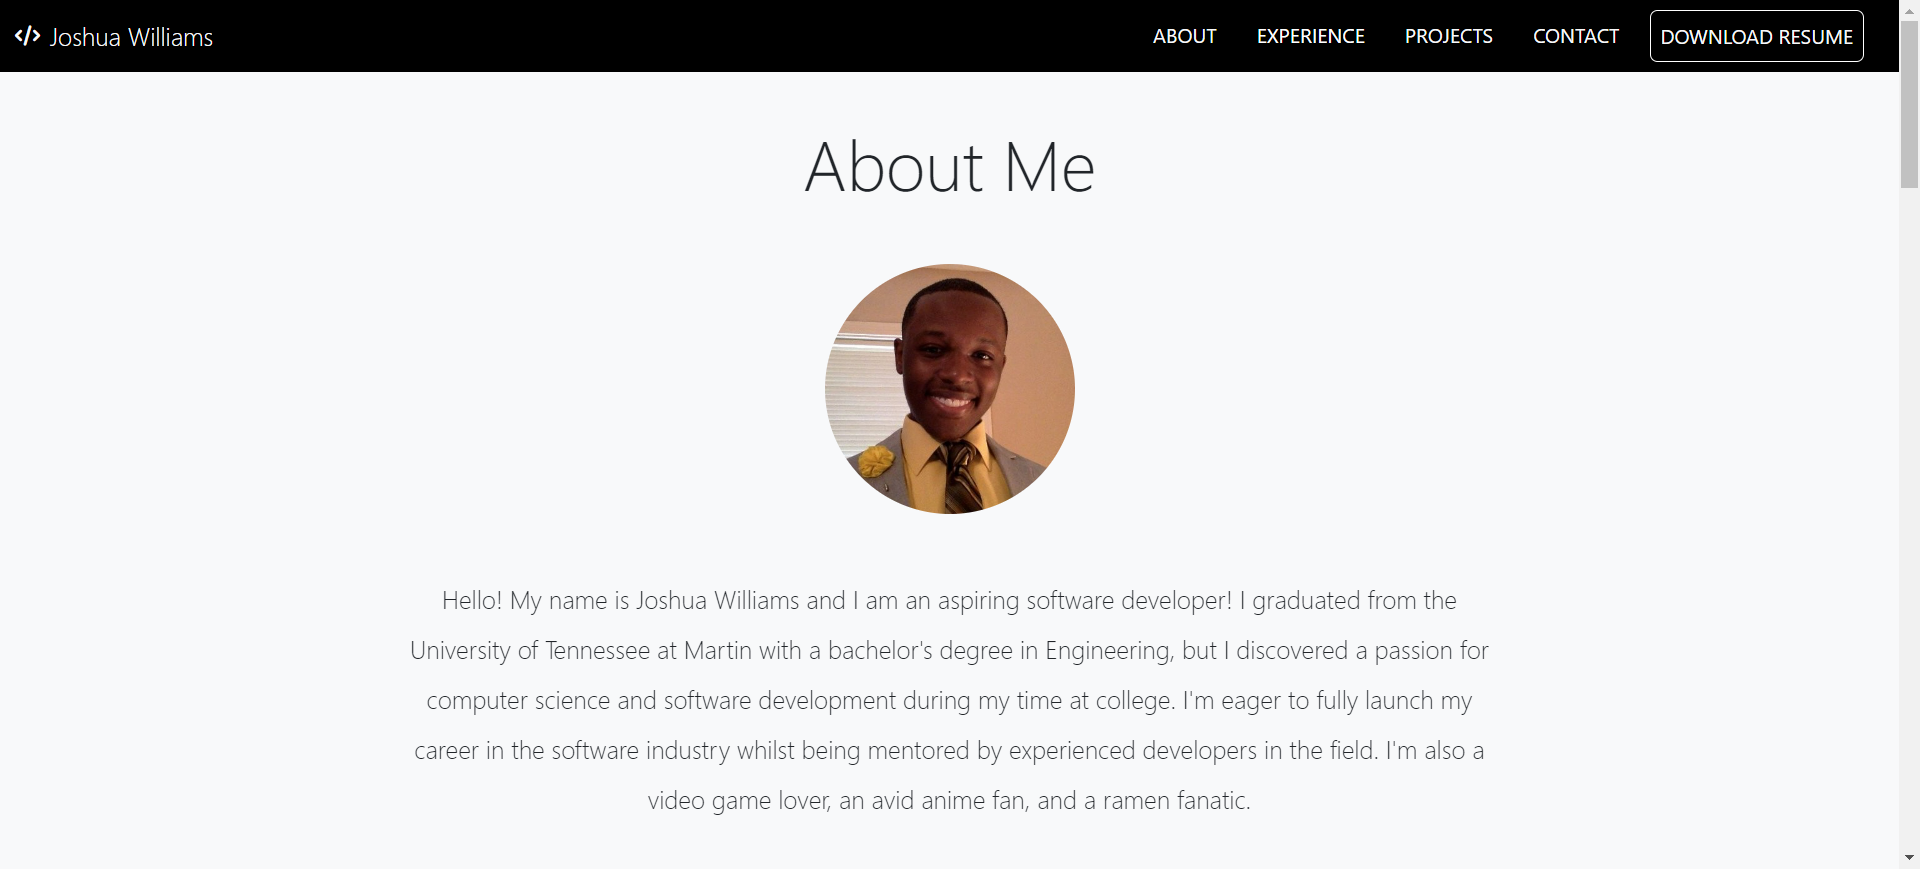 </> Joshua Williams
ABOUT EXPERIENCE PROJECTS CONTACT DOWNLOAD RESUME
About Me
Hello! My name is Joshua Williams and I am an aspiring software developer! I graduated from the
University of Tennessee at Martin with a bachelor's degree in Engineering, but I discovered a passion for
computer science and software development during my time at college. I'm eager to fully launch my
career in the software industry whilst being mentored by experienced developers in the field. I'm also a
video game lover, an avid anime fan, and a ramen fanatic.